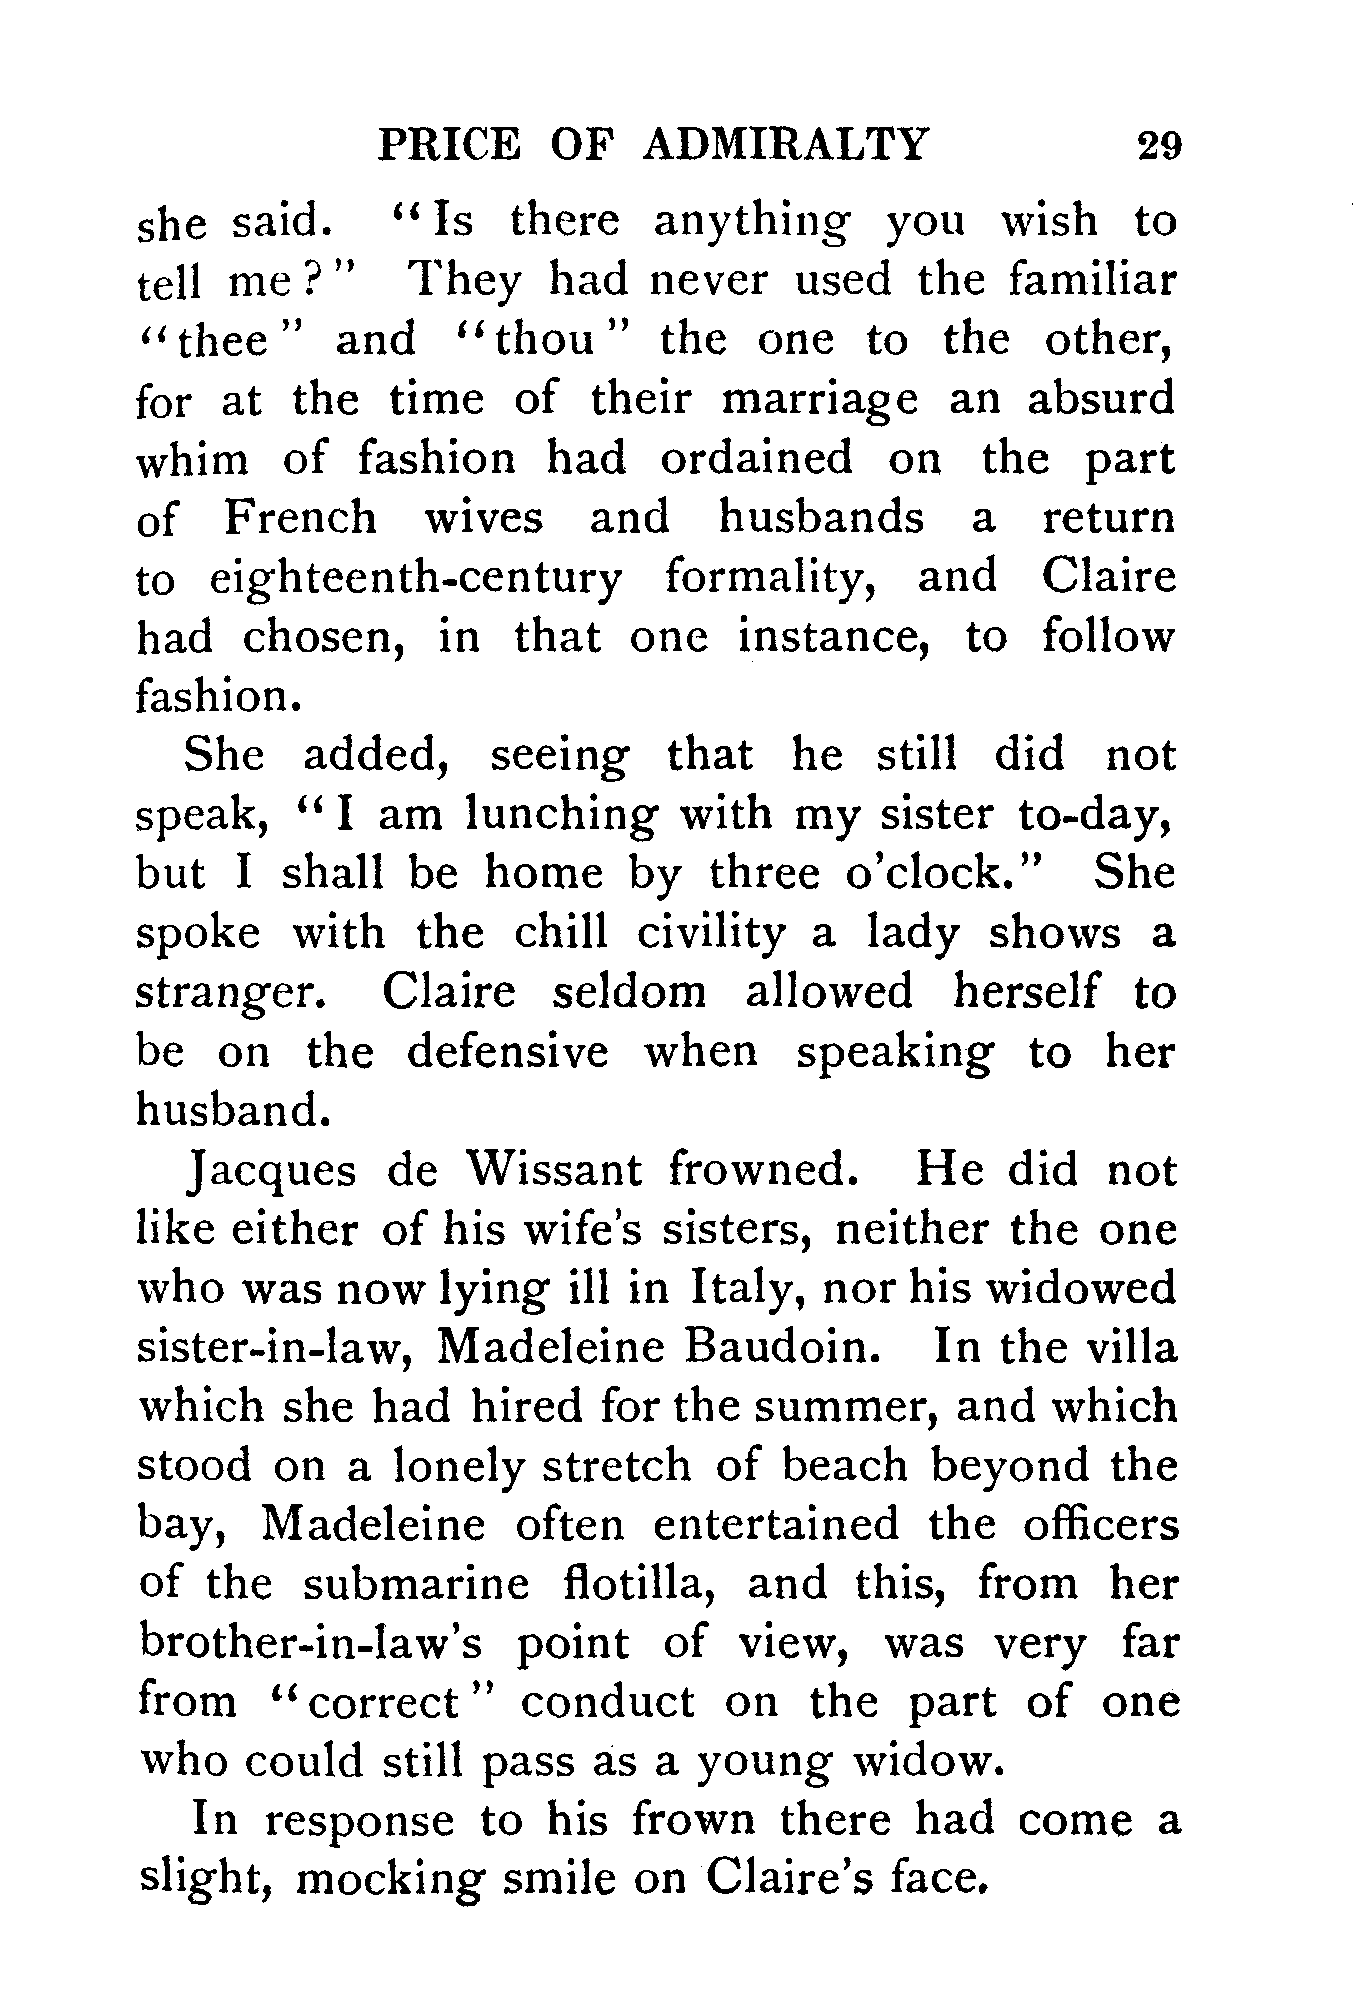 PRICE OF ADMIRALTY 29
she said. “Is there anything you wish to
tell me?” They had never used the familiar
“thee” and “thou” the one to the other,
for at the time of their marriage an absurd
whim of fashion had ordained on the part
of French wives and husbands a return
to eighteenth-century formality, and Claire
had chosen, in that one instance, to follow
fashion.
She added, seeing that he still did not
speak, “I am lunching with my sister to-day,
but I shall be home by three o’clock.” She
spoke with the chill civility a lady shows a
stranger. Claire seldom allowed herself to
be on the defensive when speaking to her
husband.
Jacques de Wissant frowned. He did not
like either of his wife’s sisters, neither the one
who was now lying ill in Italy, nor his widowed
sister-in-law, Madeleine Baudoin. In the villa
which she had hired for the summer, and which
stood on a lonely stretch of beach beyond the
bay, Madeleine often entertained the officers
of the submarine flotilla, and this, from her
brother-in-law’s point of view, was very far
from “correct” conduct on the part of one
who could still pass as a young widow.
In response to his frown there had come a
slight, mocking smile on Claire’s face.